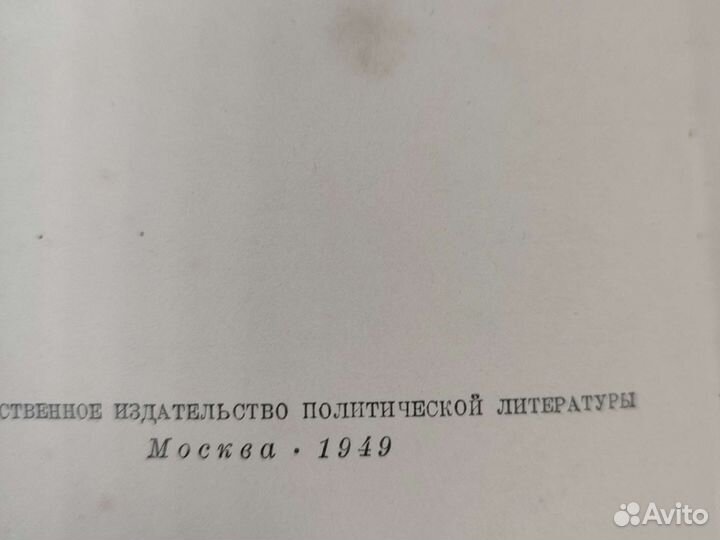 СТВЕННОЕ ИЗДАТЕЛЬСТВО ПОЛИТИЧЕСКОЙ ЛИТЕРАТУРЫ
Москва • 1949
Avito